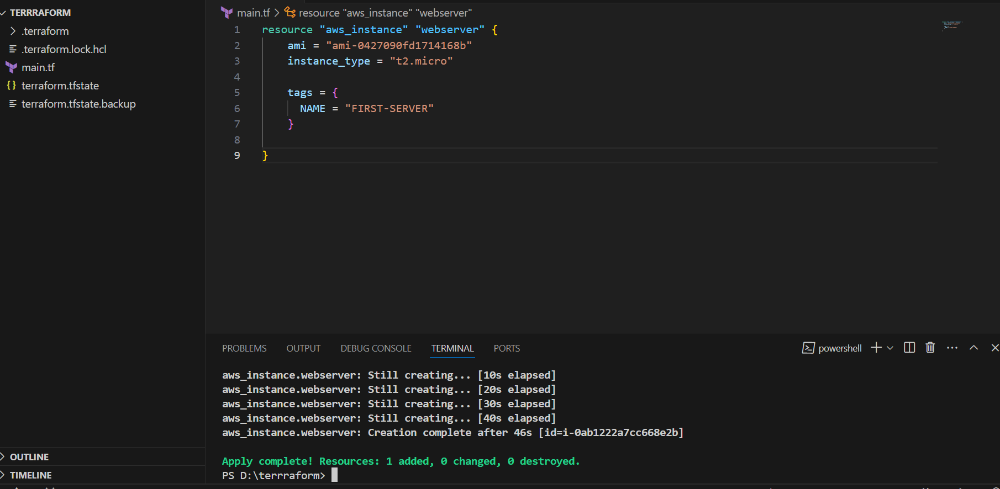 TERRRAFORM
.terraform
.terraform.lock.hcl
main.tf
terraform.tfstate
terraform.tfstate.backup
OUTLINE
TIMELINE
main.tf > resource "aws_instance" "webserver"
1 resource "aws_instance" "webserver" {
2 ami = "ami-0427090fd1714168b"
3 instance_type = "t2.micro"
4
5 tags = {
6 NAME = "FIRST-SERVER"
7 }
8
9 }
PROBLEMS OUTPUT DEBUG CONSOLE TERMINAL PORTS powershell
aws_instance.webserver: Still creating... [10s elapsed]
aws_instance.webserver: Still creating... [20s elapsed]
aws_instance.webserver: Still creating... [30s elapsed]
aws_instance.webserver: Still creating... [40s elapsed]
aws_instance.webserver: Creation complete after 46s [id=i-0ab1222a7cc668e2b]
Apply complete! Resources: 1 added, 0 changed, 0 destroyed.
PS D:\terrraform>